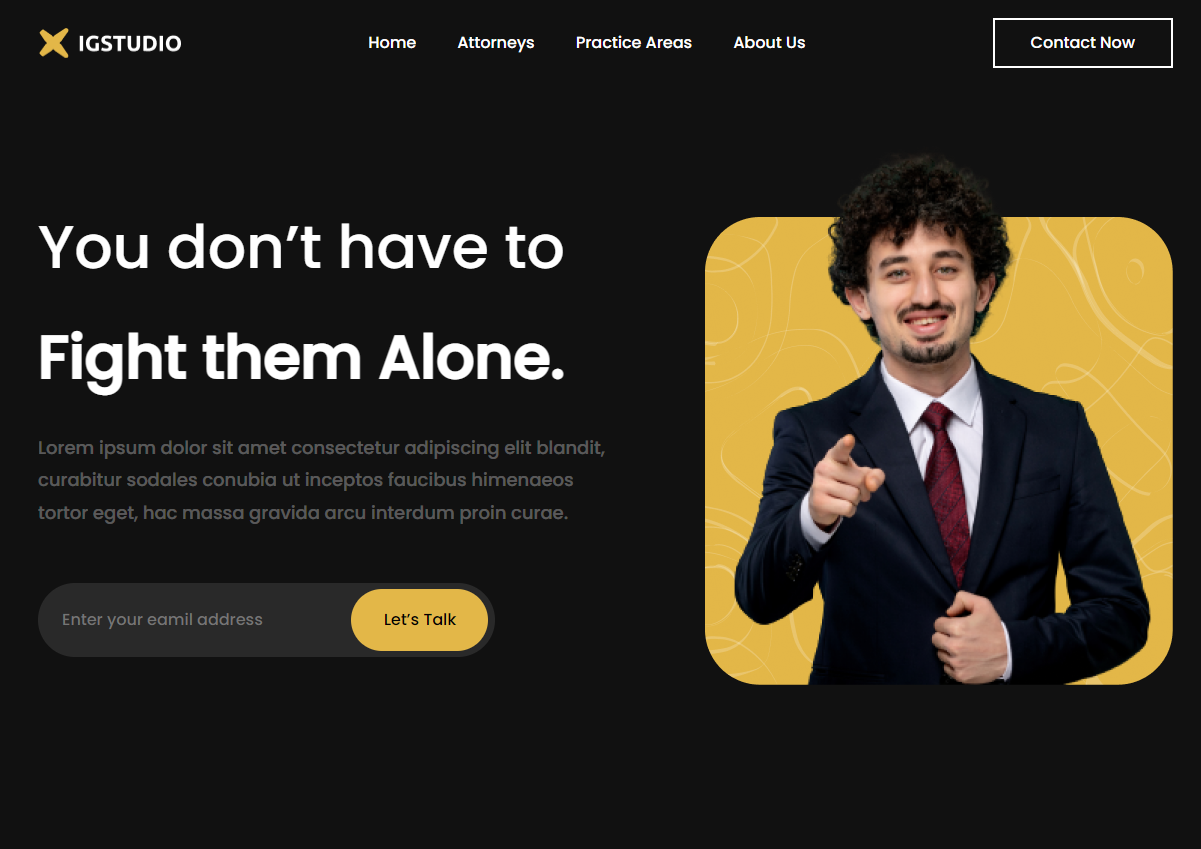 IGSTUDIO
Home
Attorneys
Practice Areas
About Us
Contact Now
You don’t have to
Fight them Alone.
Lorem ipsum dolor sit amet consectetur adipiscing elit blandit,
curabitur sodales conubia ut inceptos faucibus himenaeos
tortor eget, hac massa gravida arcu interdum proin curae.
Enter your eamil address
Let’s Talk